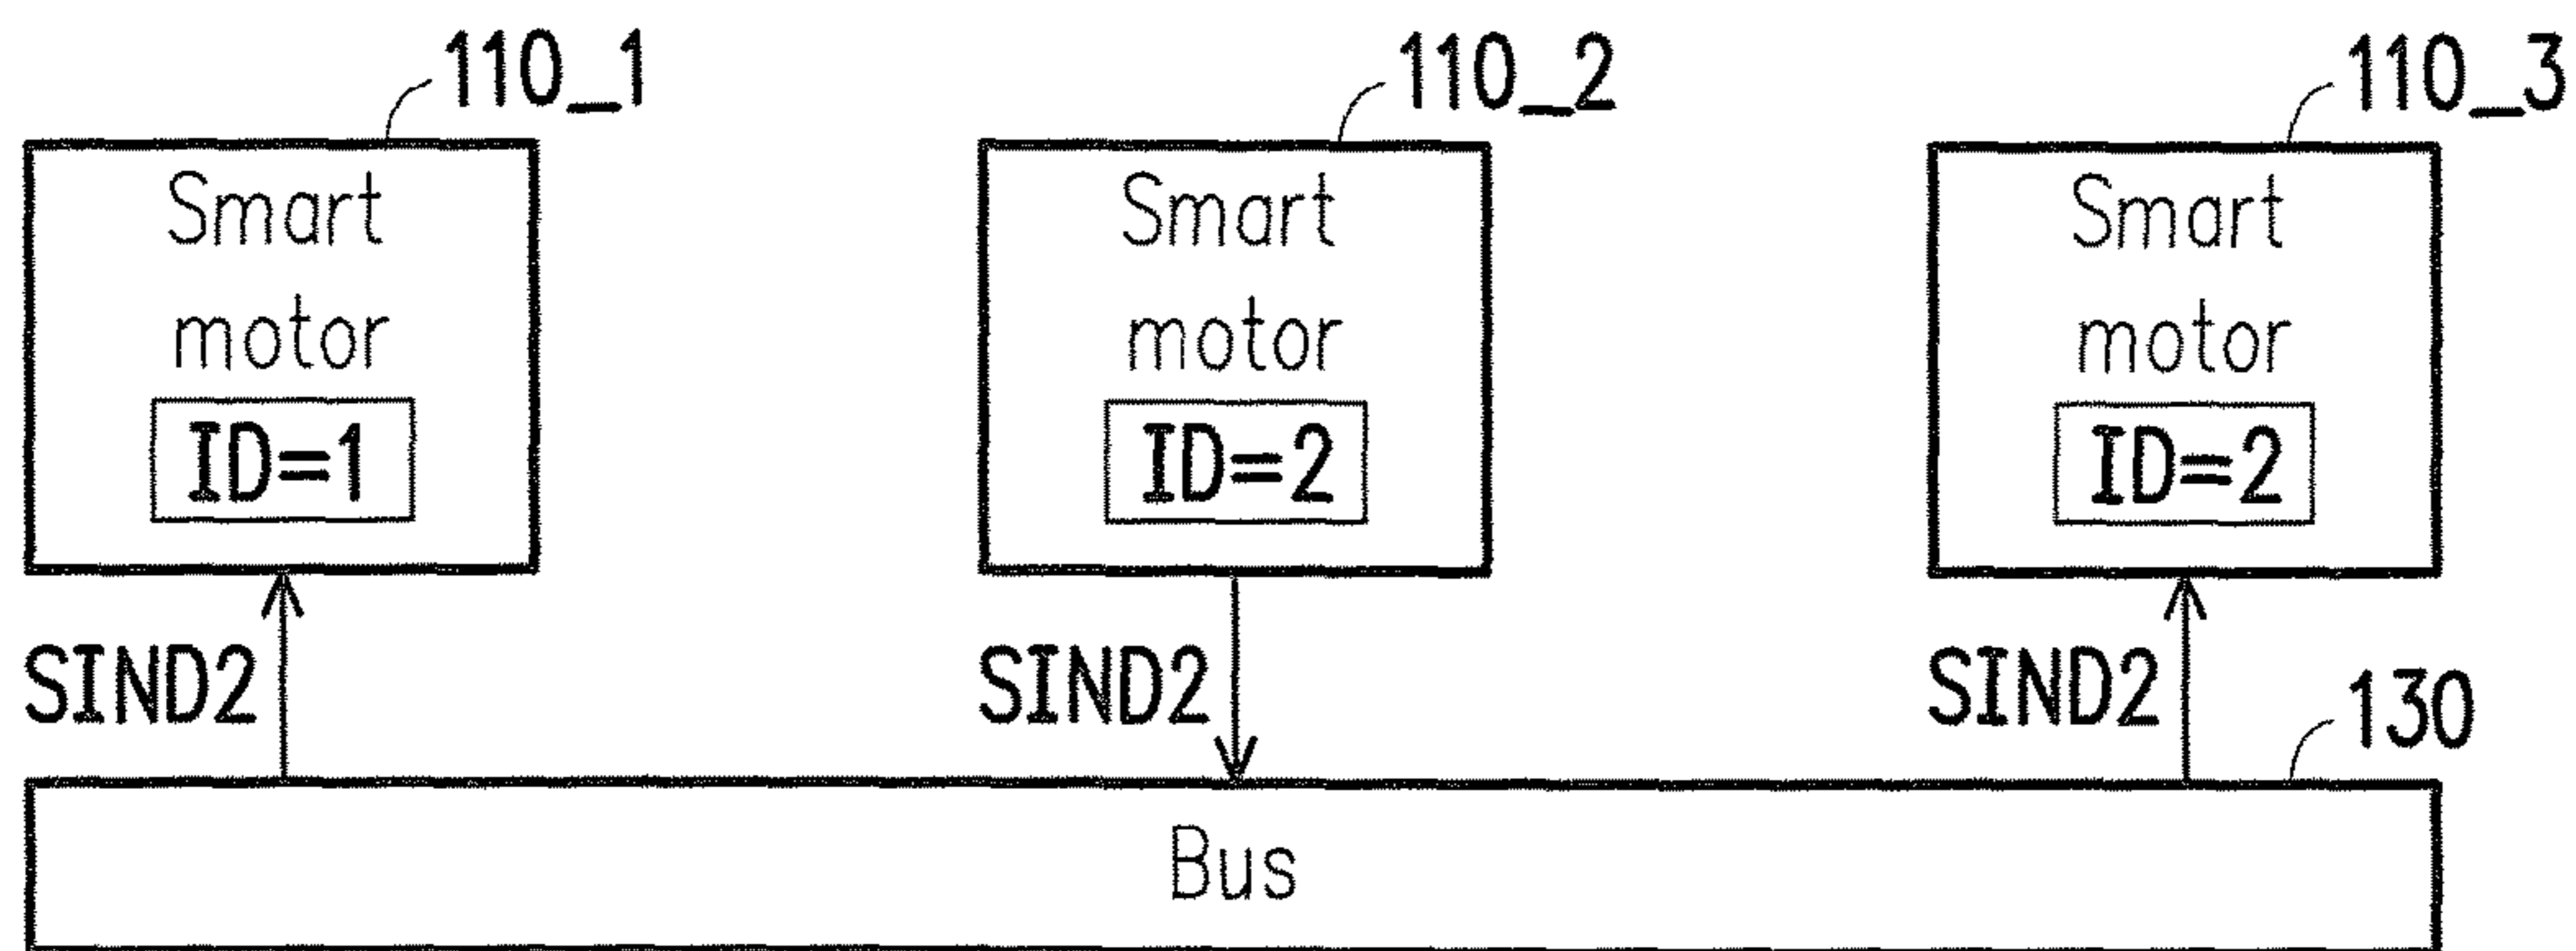 110_1
110_2
110_3
Smart
motor
ID=1
Smart
motor
ID=2
Smart
motor
ID=2
SIND2
SIND2
SIND2
130
Bus